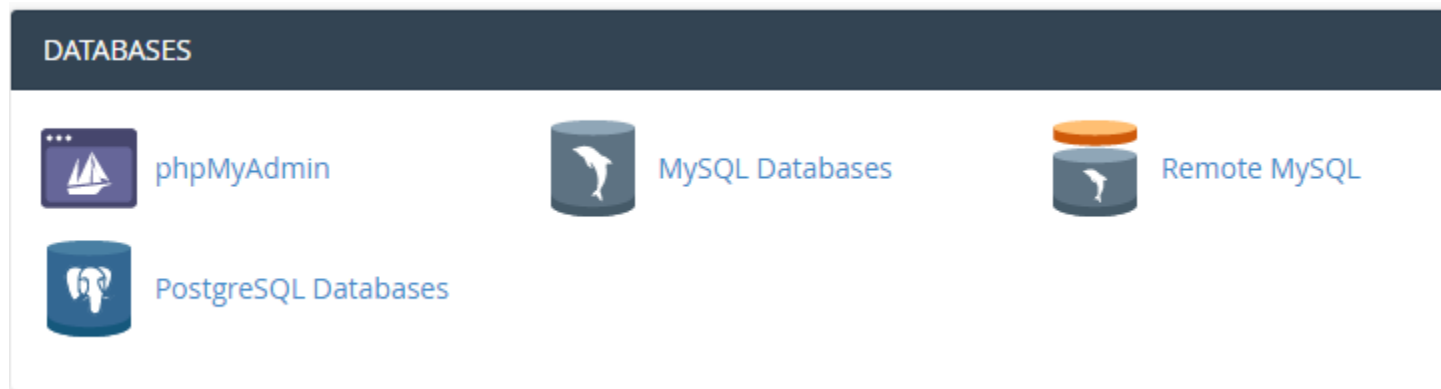 DATABASES
phpMyAdmin
MySQL Databases
Remote MySQL
PostgreSQL Databases